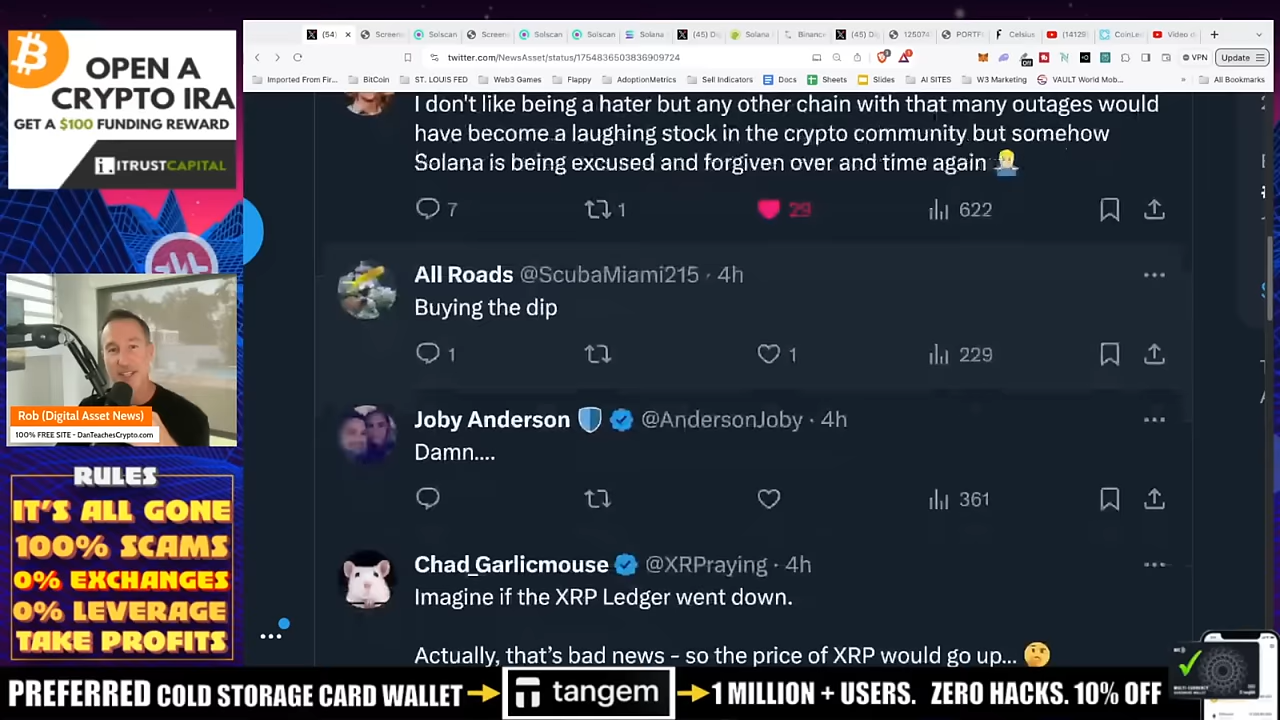 OPEN A
CRYPTO IRA
GET A $100 FUNDING REWARD
ITRUSTCAPITAL
Rob (Digital Asset News)
100% FREE SITE - DanTeachesCrypto.com
RULES
IT'S ALL GONE
100% SCAMS
0% EXCHANGES
0% LEVERAGE
TAKE PROFITS
(54) Screens Solscan Screens Solscan Solscan Solana (45) Di Solana Binanc (45) Di 125074 PORTF Celsius (14129 CoinLe Video d
twitter.com/NewsAsset/status/1754836503836909724
VPN Update
Imported From Fir... BitCoin ST. LOUIS FED Web3 Games Flappy AdoptionMetrics Sell Indicators Docs Sheets Slides AI SITES W3 Marketing VAULT World Mob... All Bookmarks
I don't like being a hater but any other chain with that many outages would
have become a laughing stock in the crypto community but somehow
Solana is being excused and forgiven over and time again
7 1 29 622
All Roads @ScubaMiami215 · 4h
Buying the dip
1 1 229
Joby Anderson @AndersonJoby · 4h
Damn....
361
Chad_Garlicmouse @XRPraying · 4h
Imagine if the XRP Ledger went down.
Actually, that's bad news - so the price of XRP would go up...
PREFERRED COLD STORAGE CARD WALLET tangem 1 MILLION + USERS. ZERO HACKS. 10% OFF